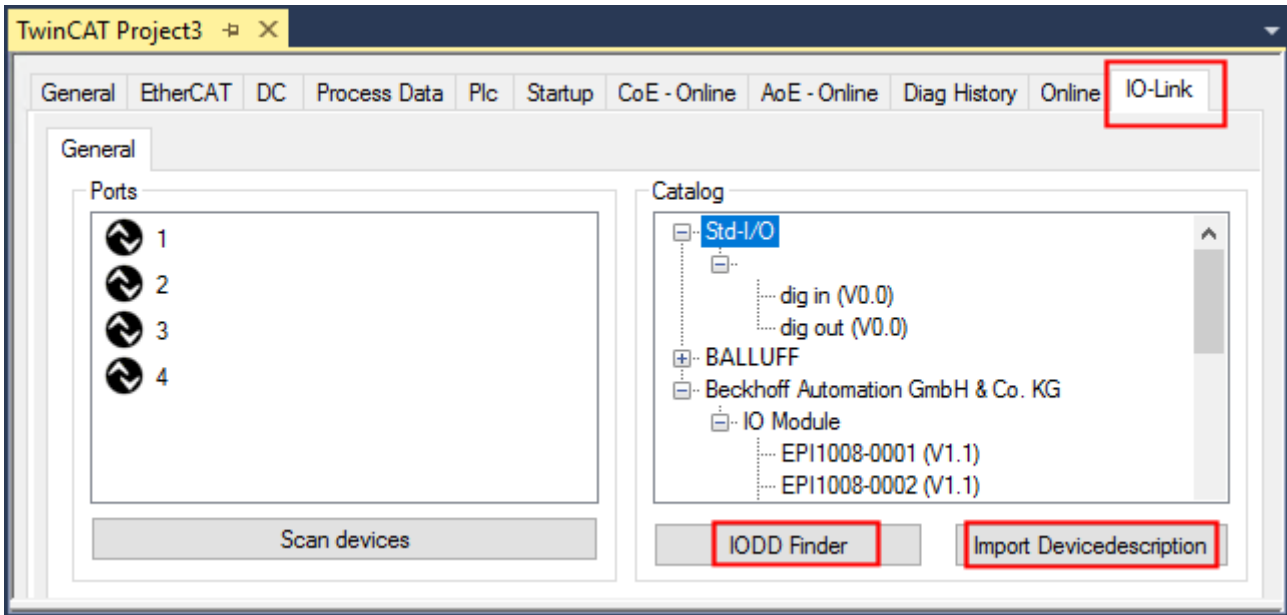 TwinCAT Project3
General EtherCAT DC Process Data Plc Startup CoE - Online AoE - Online Diag History Online IO-Link
General
Ports
1
2
3
4
Scan devices
Catalog
Std-I/O
dig in (V0.0)
dig out (V0.0)
BALLUFF
Beckhoff Automation GmbH & Co. KG
IO Module
EPI1008-0001 (V1.1)
EPI1008-0002 (V1.1)
IODD Finder
Import Devicedescription